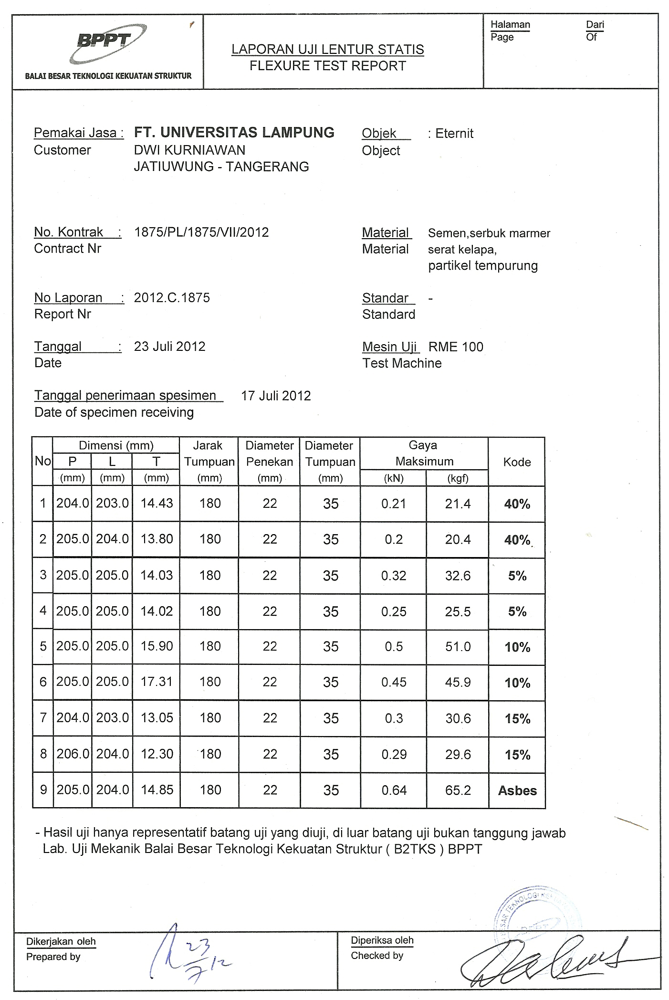 BPPT
BALAI BESAR TEKNOLOGI KEKUATAN STRUKTUR
LAPORAN UJI LENTUR STATIS
FLEXURE TEST REPORT
Halaman Dari
Page Of
Pemakai Jasa : FT. UNIVERSITAS LAMPUNG Objek : Eternit
Customer DWI KURNIAWAN Object
JATIUWUNG - TANGERANG
No. Kontrak : 1875/PL/1875/VII/2012 Material Semen,serbuk marmer
Contract Nr Material serat kelapa,
partikel tempurung
No Laporan : 2012.C.1875 Standar -
Report Nr Standard
Tanggal : 23 Juli 2012 Mesin Uji RME 100
Date Test Machine
Tanggal penerimaan spesimen 17 Juli 2012
Date of specimen receiving
No Dimensi (mm) Jarak Tumpuan Diameter Penekan Diameter Tumpuan Gaya Maksimum Kode
P L T
(mm) (mm) (mm) (mm) (mm) (mm) (kN) (kgf)
1 204.0 203.0 14.43 180 22 35 0.21 21.4 40%
2 205.0 204.0 13.80 180 22 35 0.2 20.4 40%
3 205.0 205.0 14.03 180 22 35 0.32 32.6 5%
4 205.0 205.0 14.02 180 22 35 0.25 25.5 5%
5 205.0 205.0 15.90 180 22 35 0.5 51.0 10%
6 205.0 205.0 17.31 180 22 35 0.45 45.9 10%
7 204.0 203.0 13.05 180 22 35 0.3 30.6 15%
8 206.0 204.0 12.30 180 22 35 0.29 29.6 15%
9 205.0 204.0 14.85 180 22 35 0.64 65.2 Asbes
- Hasil uji hanya representatif batang uji yang diuji, di luar batang uji bukan tanggung jawab
Lab. Uji Mekanik Balai Besar Teknologi Kekuatan Struktur ( B2TKS ) BPPT
BESAR TEKNOLOGI
BPPT
Dikerjakan oleh
Prepared by
23/7/12
Diperiksa oleh
Checked by